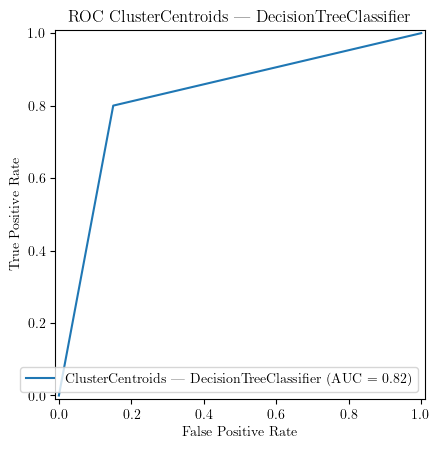 ROC ClusterCentroids — DecisionTreeClassifier
1.0
0.8
0.6
0.4
0.2
0.0
True Positive Rate
ClusterCentroids — DecisionTreeClassifier (AUC = 0.82)
0.0 0.2 0.4 0.6 0.8 1.0
False Positive Rate